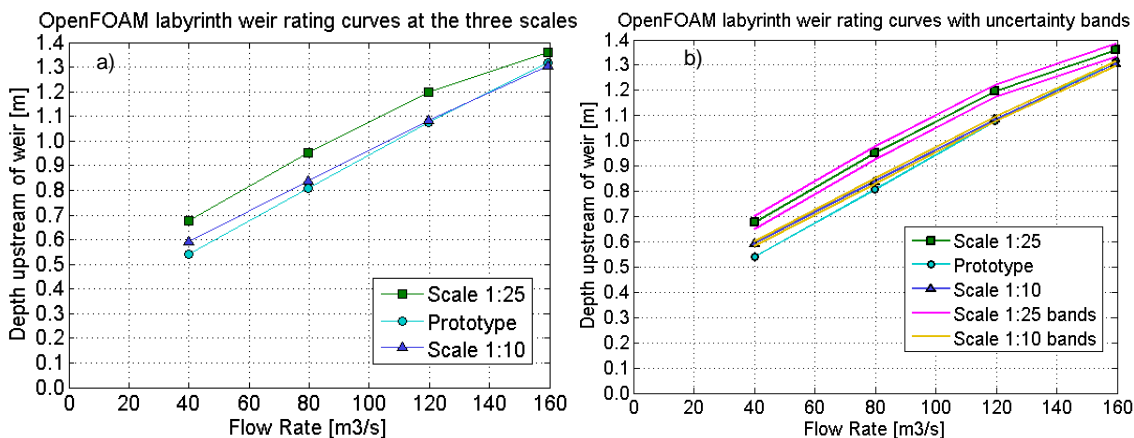 OpenFOAM labyrinth weir rating curves at the three scales
a)
Depth upstream of weir [m]
1.4
1.3
1.2
1.1
1.0
0.9
0.8
0.7
0.6
0.5
0.4
0.3
0.2
0.1
0.0
0 20 40 60 80 100 120 140 160
Flow Rate [m3/s]
Scale 1:25
Prototype
Scale 1:10
OpenFOAM labyrinth weir rating curves with uncertainty bands
b)
Depth upstream of weir [m]
1.4
1.3
1.2
1.1
1.0
0.9
0.8
0.7
0.6
0.5
0.4
0.3
0.2
0.1
0.0
0 20 40 60 80 100 120 140 160
Flow Rate [m3/s]
Scale 1:25
Prototype
Scale 1:10
Scale 1:25 bands
Scale 1:10 bands